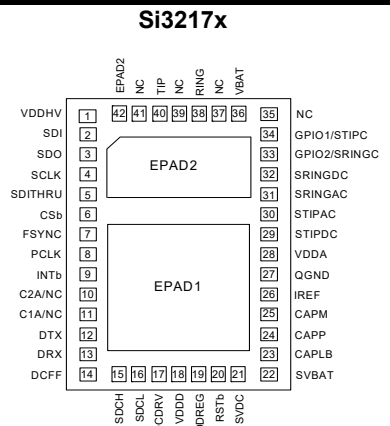 Si3217x
EPAD2
NC
TIP
NC
RING
NC
VBAT
42 41 40 39 38 37 36
VDDHV 1
SDI 2
SDO 3
SCLK 4
SDITHRU 5
CSb 6
FSYNC 7
PCLK 8
INTb 9
C2A/NC 10
C1A/NC 11
DTX 12
DRX 13
DCFF 14
EPAD2
EPAD1
35 NC
34 GPIO1/STIPC
33 GPIO2/SRINGC
32 SRINGDC
31 SRINGAC
30 STIPAC
29 STIPDC
28 VDDA
27 QGND
26 IREF
25 CAPM
24 CAPP
23 CAPLB
22 SVBAT
15 16 17 18 19 20 21
SDCH
SDCL
CDRV
VDDD
DDREG
RSTb
SVDC